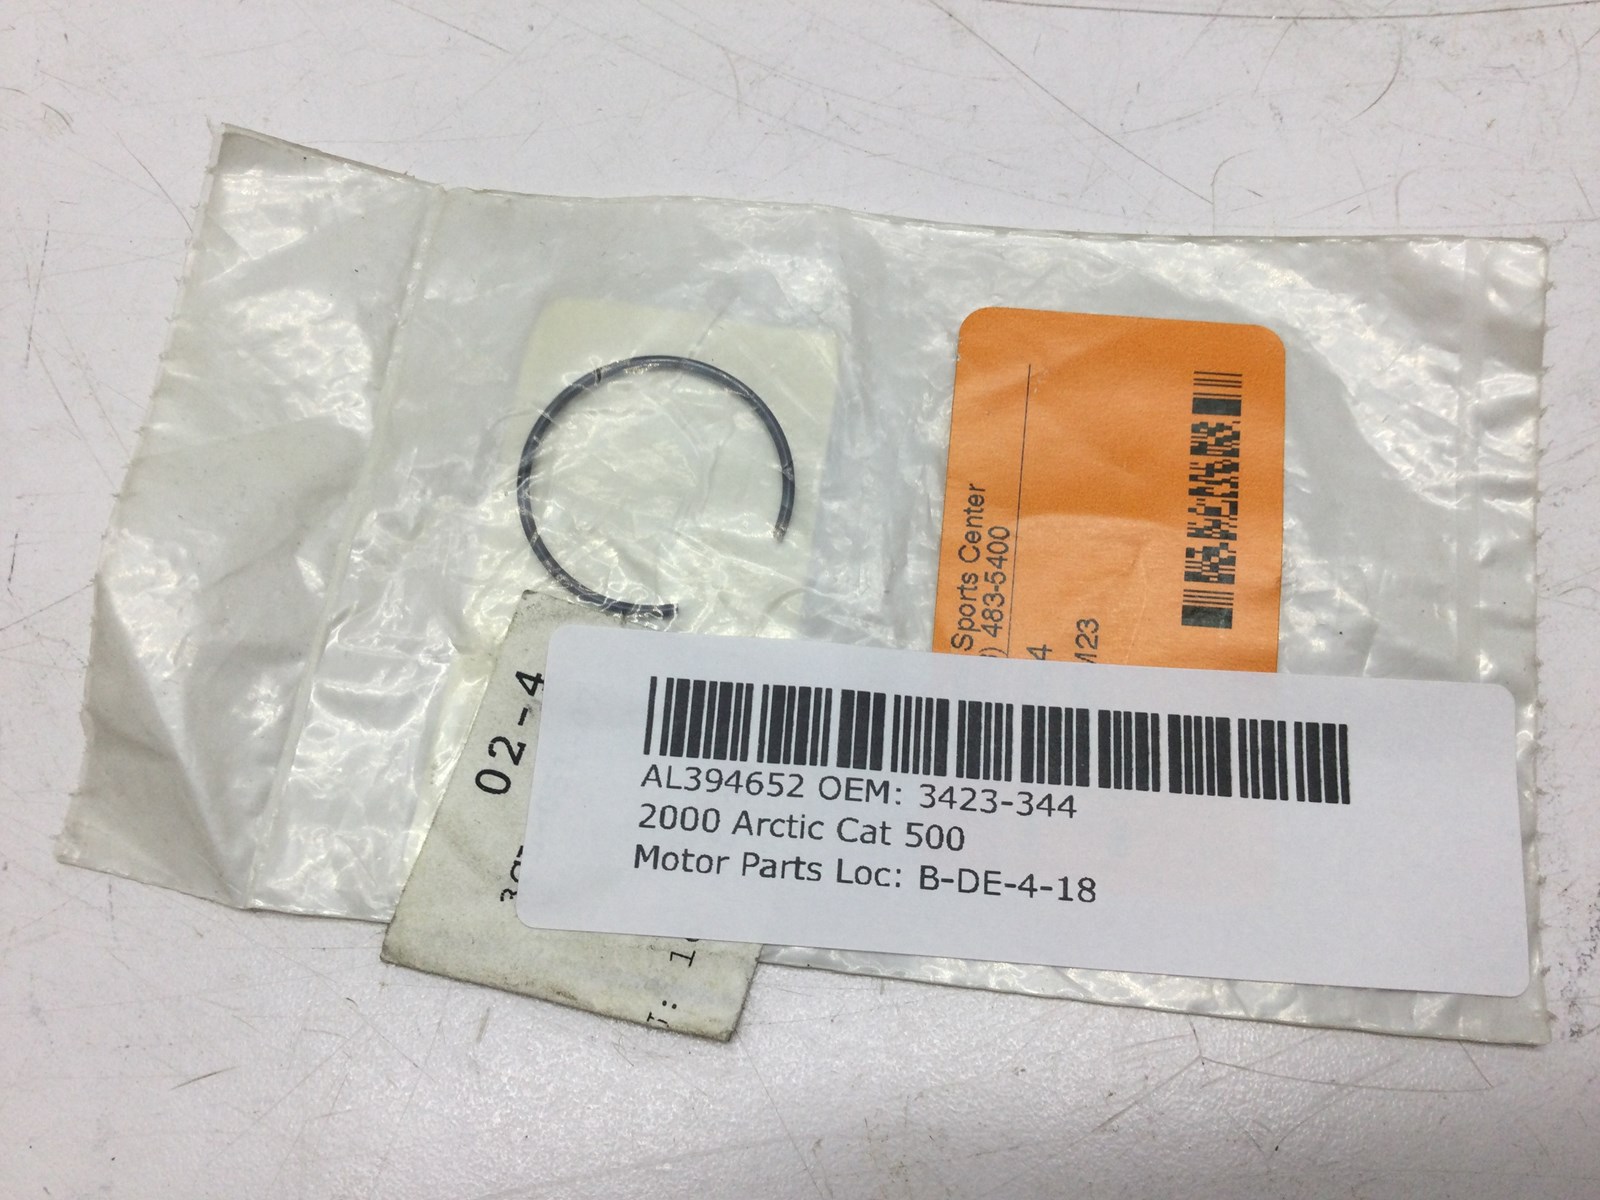 Sports Center
483-5400
4
M23
02-4
AL394652 OEM: 3423-344
2000 Arctic Cat 500
Motor Parts Loc: B-DE-4-18